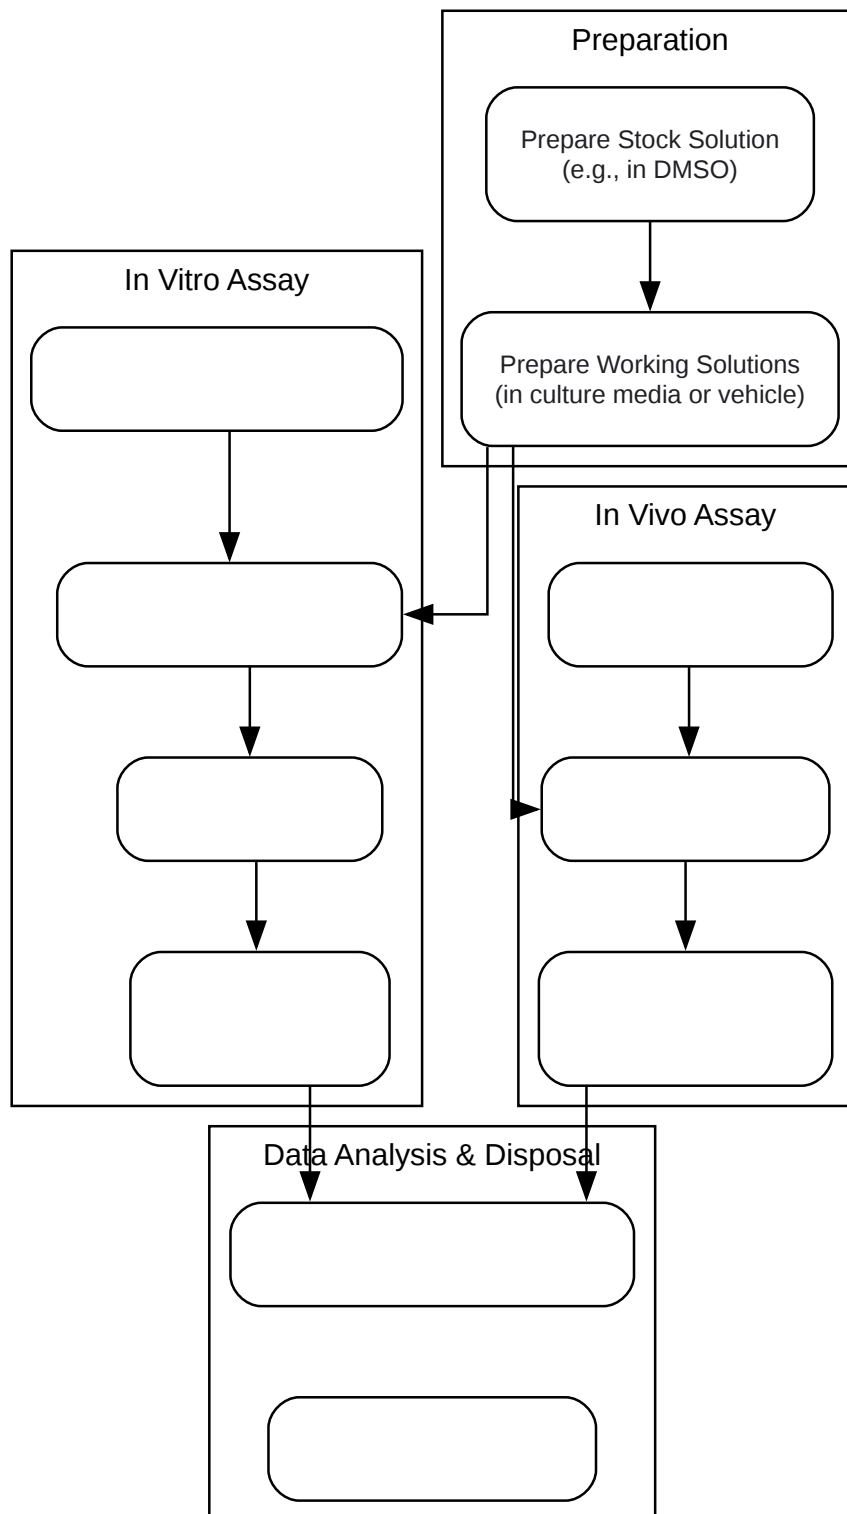 Preparation
Prepare Stock Solution
(e.g., in DMSO)
Prepare Working Solutions
(in culture media or vehicle)
In Vitro Assay
In Vivo Assay
Data Analysis & Disposal